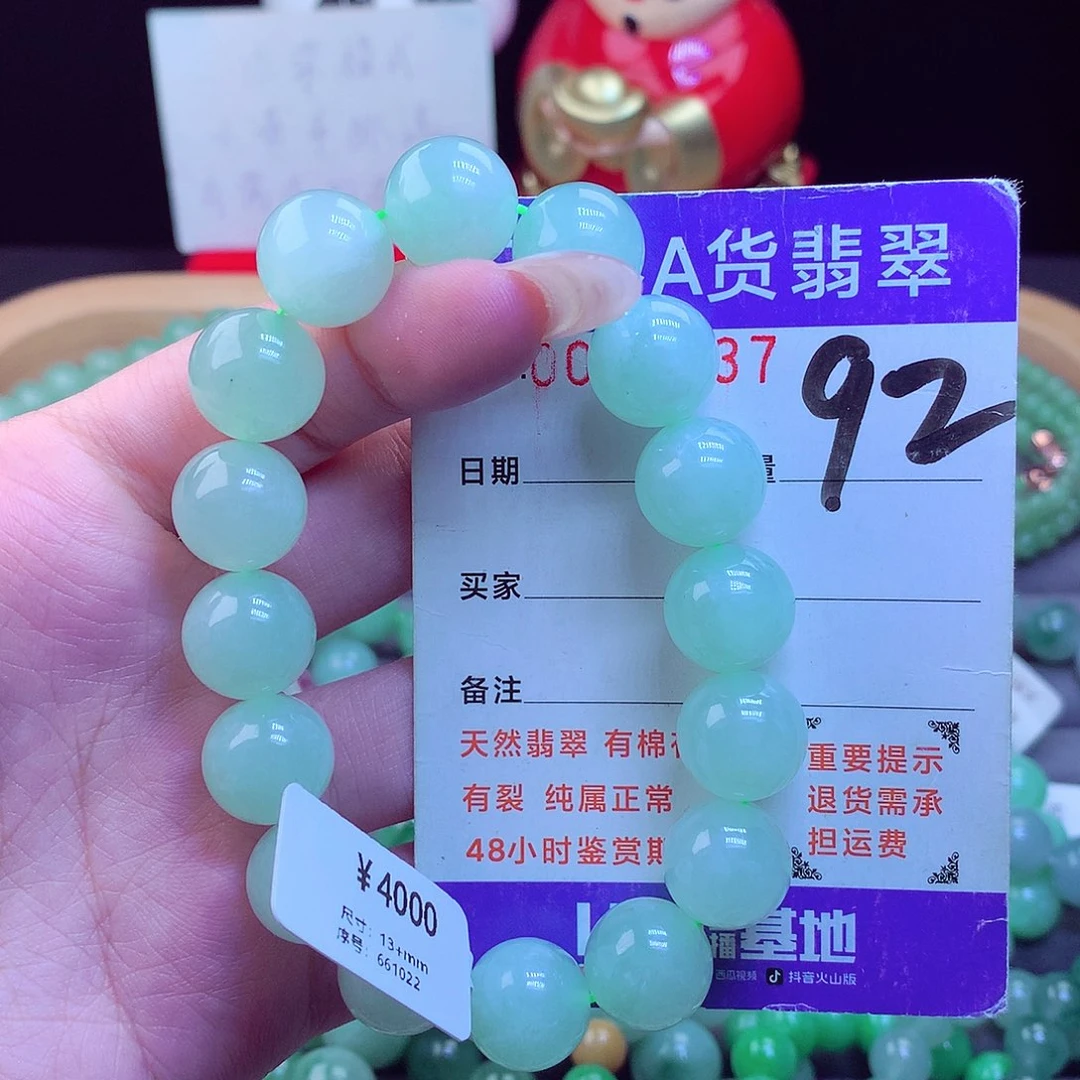 A货翡翠
00
37
92
日期
量
买家
备注
天然翡翠 有棉
有裂 纯属正常
48小时鉴赏期
重要提示
退货需承
担运费
播基地
西瓜视频 抖音火山版
¥4000
尺寸: 13+mm
序号: 661022